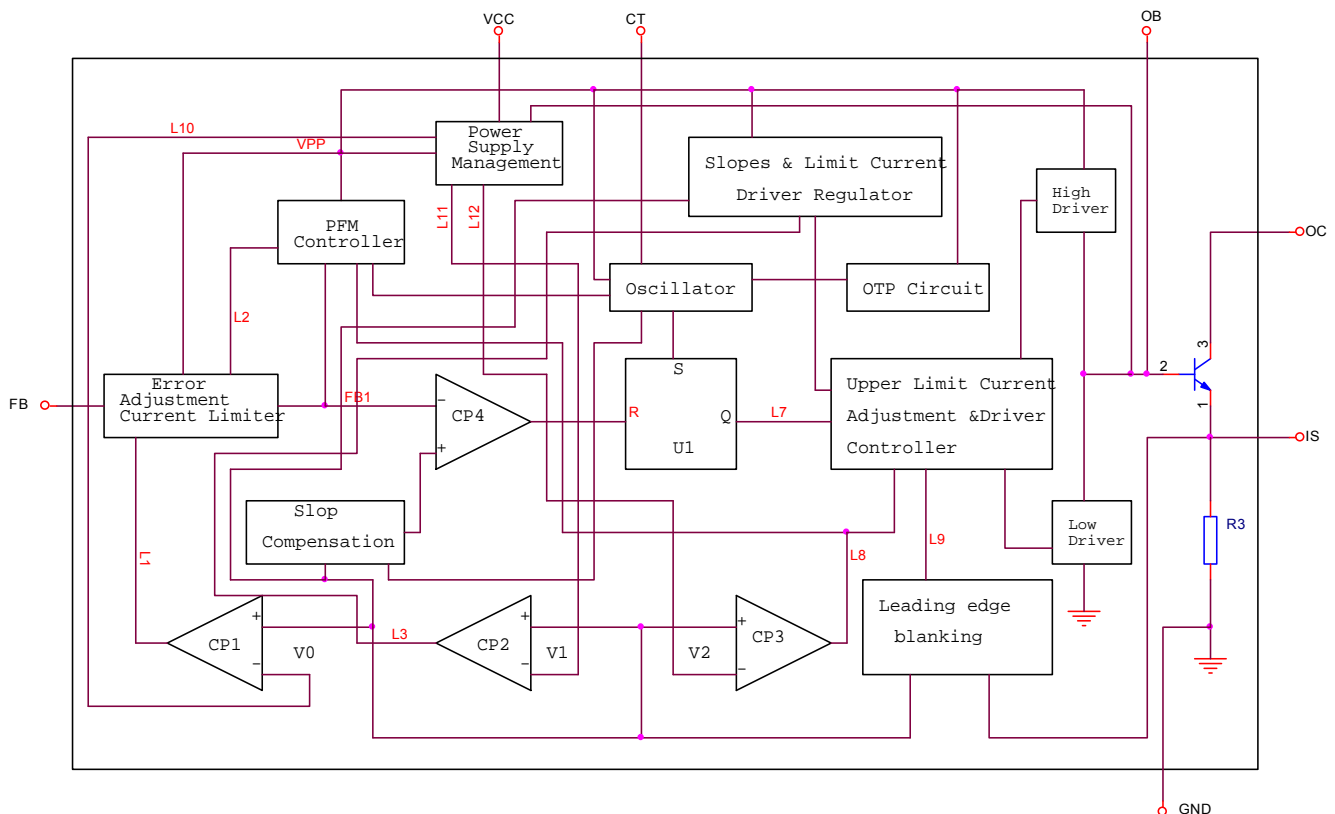 VCC
CT
OB
L10
VPP
Power
Supply
Management
Slopes & Limit Current
Driver Regulator
High
Driver
L11
L12
PFM
Controller
OC
Oscillator
OTP Circuit
L2
3
2
1
Error
Adjustment
Current Limiter
FB
FB1
CP4
S
R
Q
U1
L7
Upper Limit Current
Adjustment &Driver
Controller
IS
Slop
Compensation
Low
Driver
R3
L1
L8
L9
Leading edge
blanking
CP1
V0
L3
CP2
V1
V2
CP3
GND